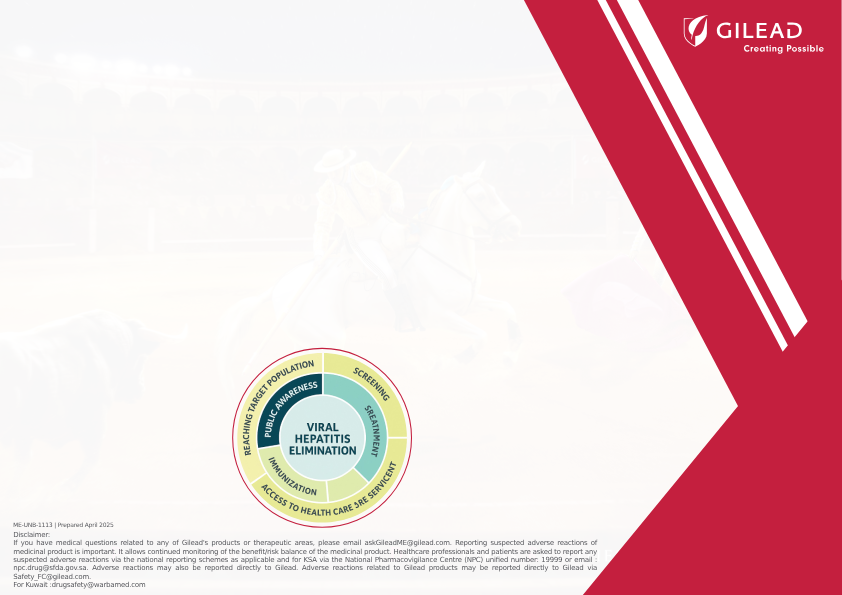 GILEAD
Creating Possible
REACHING TARGET POPULATION
SCREENING
PUBLIC AWARENESS
SREATNMENT
VIRAL
HEPATITIS
ELIMINATION
IMMUNIZATION
ACCESS TO HEALTH CARE SERVICENT
ME-UNB-1113 | Prepared April 2025
Disclaimer:
If you have medical questions related to any of Gilead's products or therapeutic areas, please email askGileadME@gilead.com. Reporting suspected adverse reactions of
medicinal product is important. It allows continued monitoring of the benefit/risk balance of the medicinal product. Healthcare professionals and patients are asked to report any
suspected adverse reactions via the national reporting schemes as applicable and for KSA via the National Pharmacovigilance Centre (NPC) unified number: 19999 or email :
npc.drug@sfda.gov.sa. Adverse reactions may also be reported directly to Gilead. Adverse reactions related to Gilead products may be reported directly to Gilead via
Safety_FC@gilead.com.
For Kuwait :drugsafety@warbamed.com